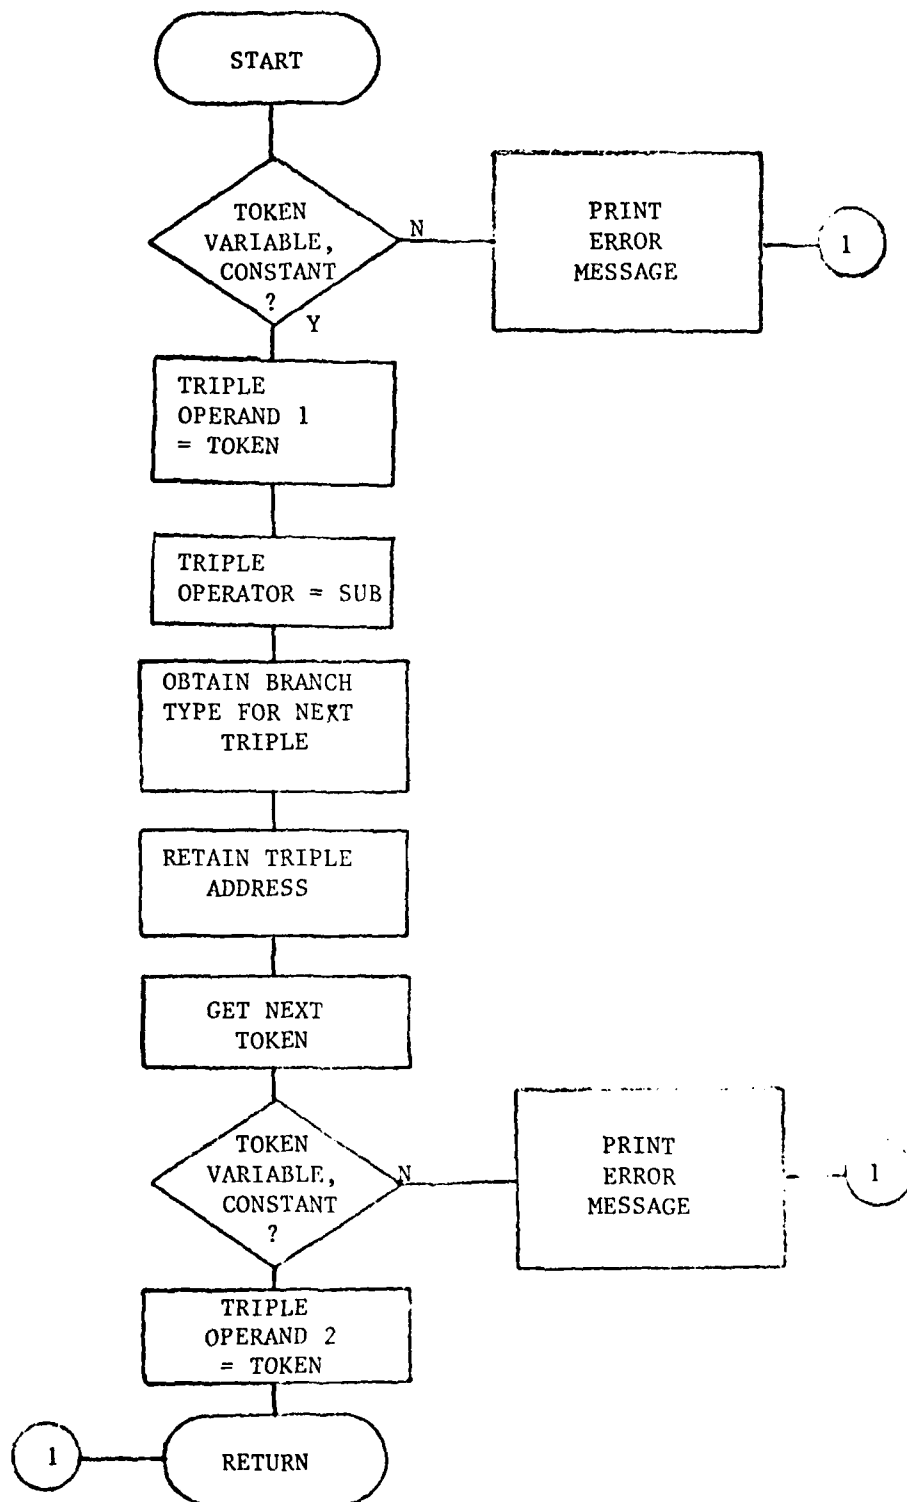 START
TOKEN
VARIABLE,
CONSTANT
?
N
Y
PRINT
ERROR
MESSAGE
1
TRIPLE
OPERAND 1
= TOKEN
TRIPLE
OPERATOR = SUB
OBTAIN BRANCH
TYPE FOR NEXT
TRIPLE
RETAIN TRIPLE
ADDRESS
GET NEXT
TOKEN
TOKEN
VARIABLE,
CONSTANT
?
N
PRINT
ERROR
MESSAGE
1
TRIPLE
OPERAND 2
= TOKEN
1
RETURN